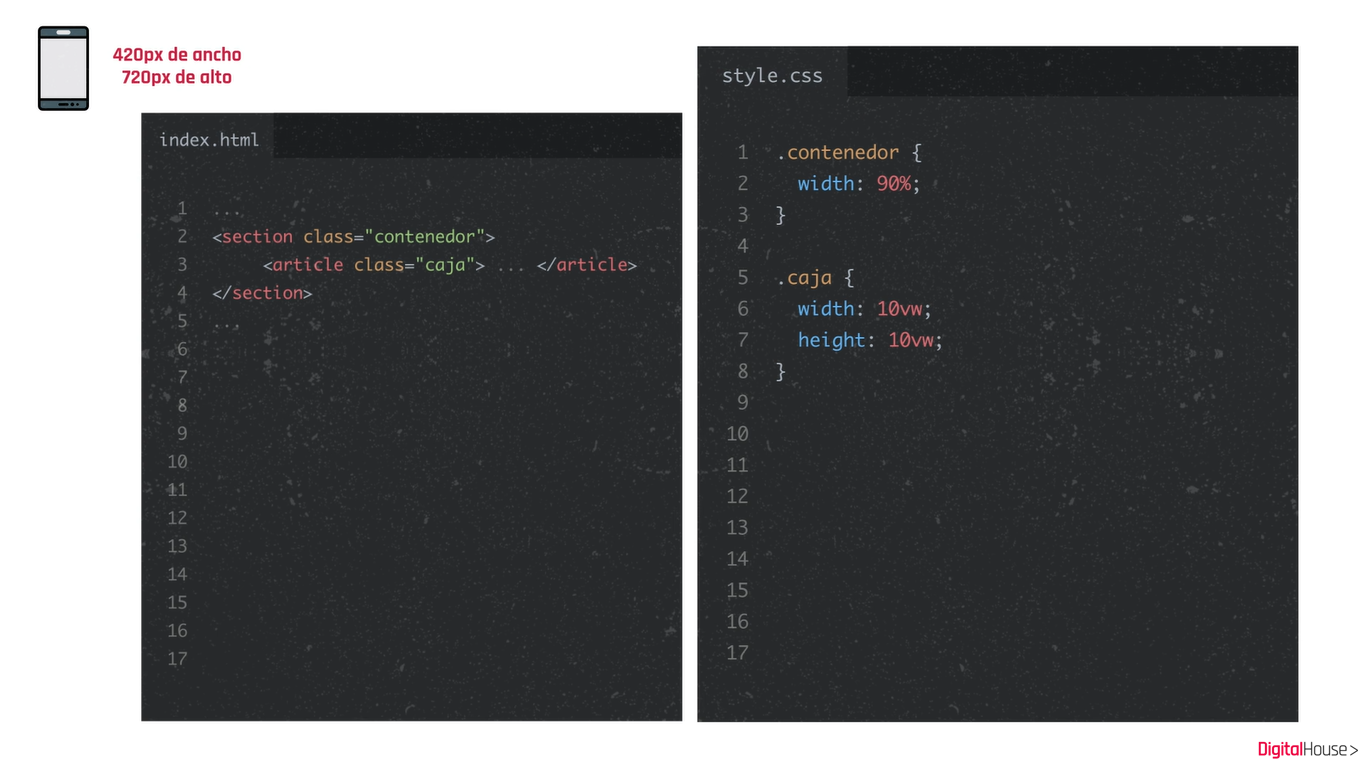 420px de ancho
720px de alto
index.html
1 ...
2 <section class="contenedor">
3 <article class="caja"> ... </article>
4 </section>
5 ...
6
7
8
9
10
11
12
13
14
15
16
17
style.css
1 .contenedor {
2 width: 90%;
3 }
4
5 .caja {
6 width: 10vw;
7 height: 10vw;
8 }
9
10
11
12
13
14
15
16
17
DigitalHouse>